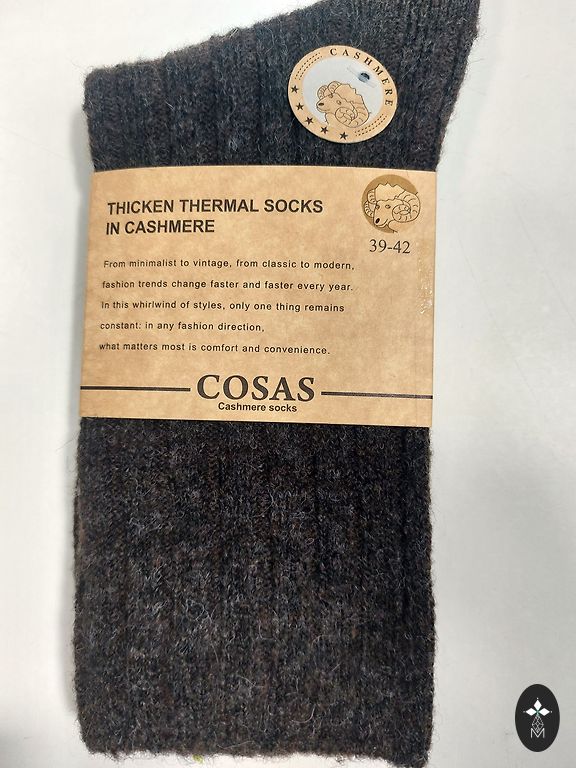 CASHMERE
THICKEN THERMAL SOCKS
IN CASHMERE
39-42
From minimalist to vintage, from classic to modern,
fashion trends change faster and faster every year.
In this whirlwind of styles, only one thing remains
constant: in any fashion direction,
what matters most is comfort and convenience.
COSAS
Cashmere socks
M